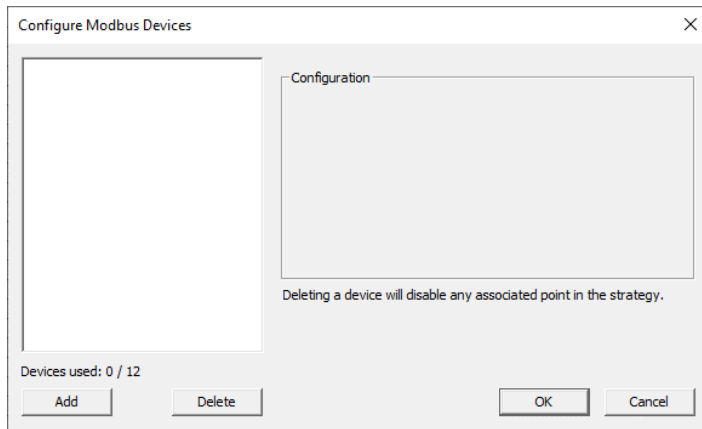 Configure Modbus Devices
Configuration
Deleting a device will disable any associated point in the strategy.
Devices used: 0 / 12
Add
Delete
OK
Cancel